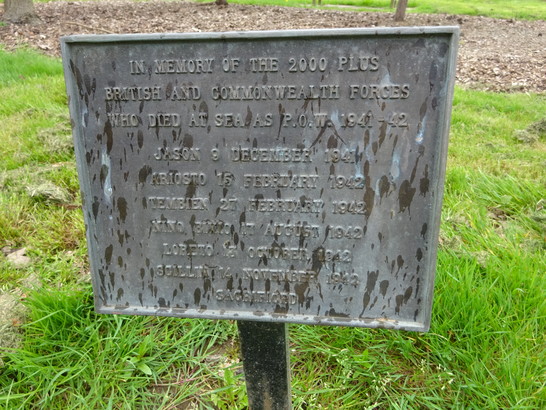 IN MEMORY OF THE 2000 PLUS
BRITISH AND COMMONWEALTH FORCES
WHO DIED AT SEA AS P.O.W. 1941-42
JASON 9 DECEMBER 1941
ARIOSTO 15 FEBRUARY 1942
TEMBIEN 27 FEBRUARY 1942
NINO BIXIO 17 AUGUST 1942
LORETO OCTOBER 1942
SCILLIN 14 NOVEMBER 1942
SACRIFICED